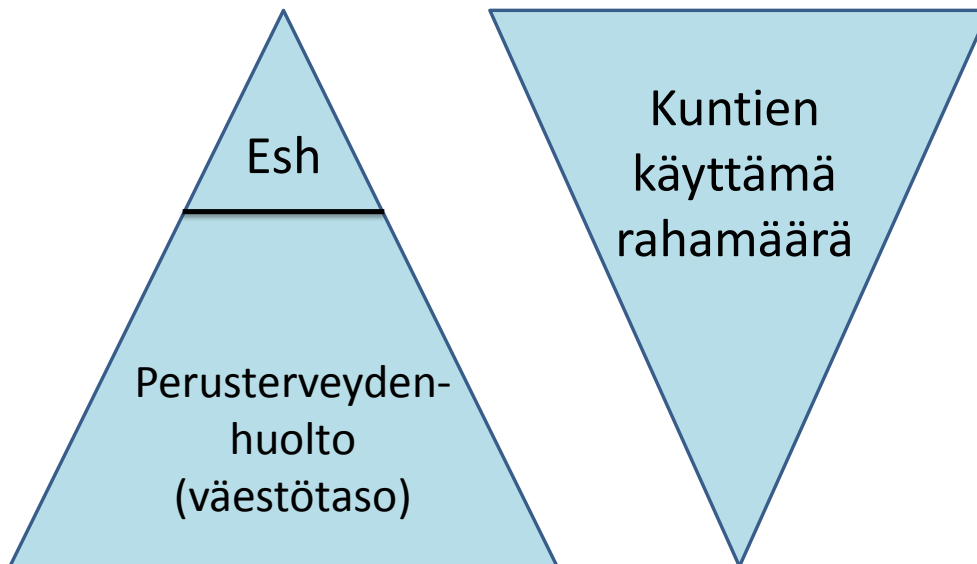 Esh
Perusterveyden-
huolto
(väestötaso)
Kuntien
käyttämä
rahamäärä